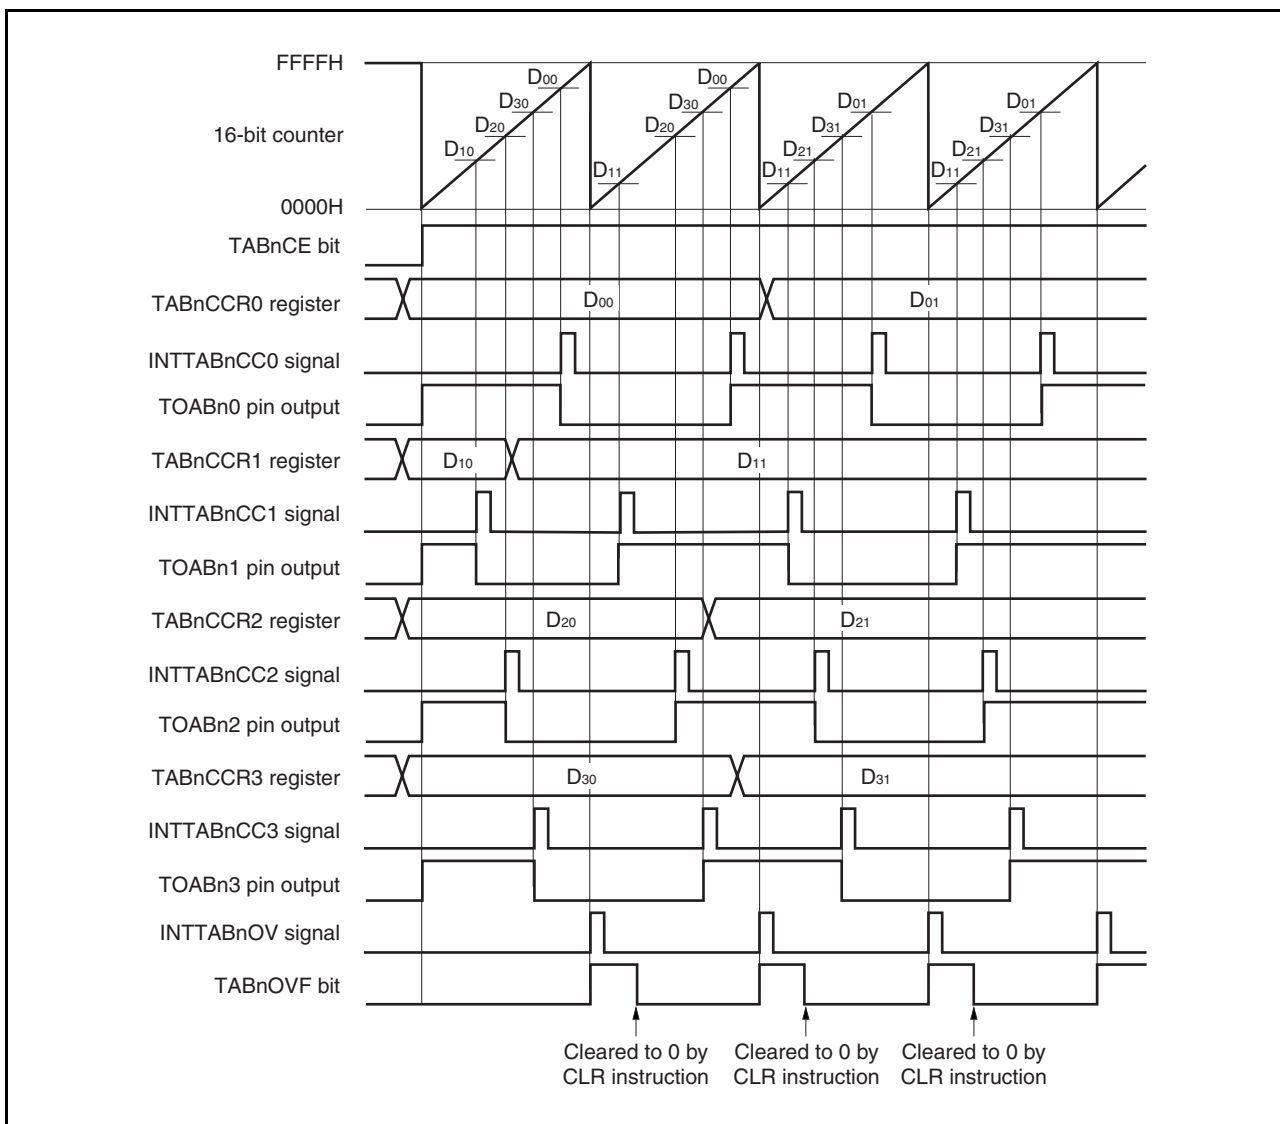 FFFFH
D00
D00
D30
D30
D01
D01
16-bit counter
D20
D20
D31
D31
D10
D21
D21
D11
D11
D11
0000H
TABnCE bit
TABnCCR0 register
D00
D01
INTTABnCC0 signal
TOABn0 pin output
TABnCCR1 register
D10
D11
INTTABnCC1 signal
TOABn1 pin output
TABnCCR2 register
D20
D21
INTTABnCC2 signal
TOABn2 pin output
TABnCCR3 register
D30
D31
INTTABnCC3 signal
TOABn3 pin output
INTTABnOV signal
TABnOVF bit
Cleared to 0 by
CLR instruction
Cleared to 0 by
CLR instruction
Cleared to 0 by
CLR instruction